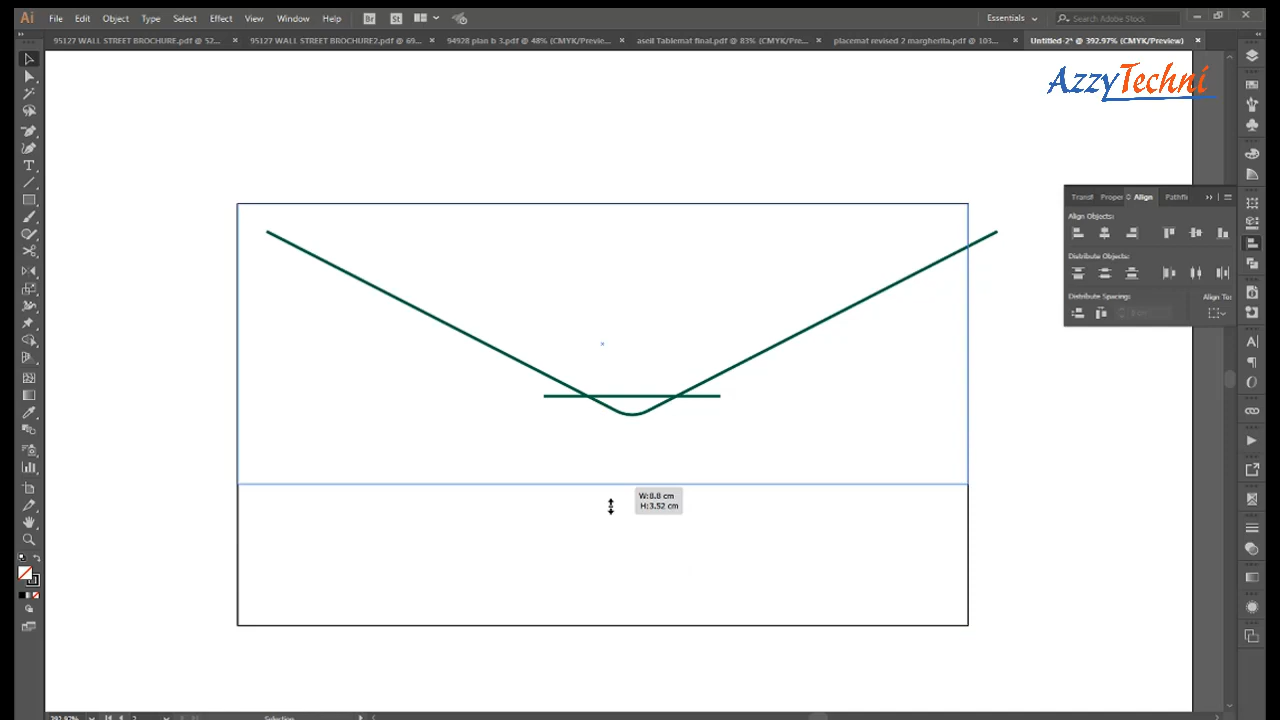 Ai File Edit Object Type Select Effect View Window Help Br St Essentials Search Adobe Stock
95127 WALL STREET BROCHURE.pdf @ 52... × 95127 WALL STREET BROCHURE2.pdf @ 69... × 94928 plan b 3.pdf @ 48% (CMYK/Previe... × aseil Tablemat final.pdf @ 83% (CMYK/Pre... × placemat revised 2 margherita.pdf @ 103... × Untitled-2* @ 392.97% (CMYK/Preview) ×
AzzyTechni
Transf Proper Align Pathfi
Align Objects:
Distribute Objects:
Distribute Spacing: Align To:
W:8.8 cm
H:3.52 cm
392.97% 2 Selection